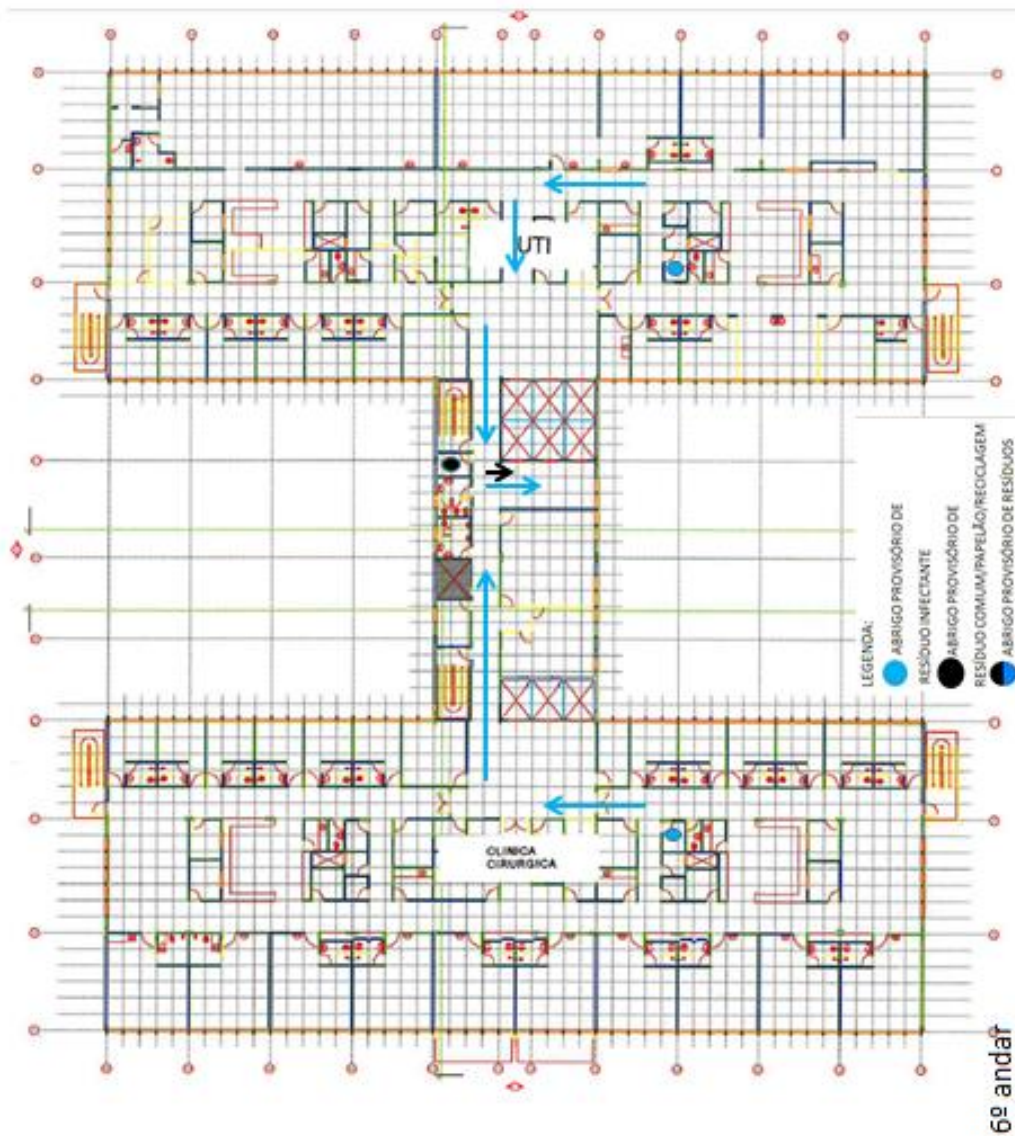 UTI
CLINICA
CIRURGICA
LEGENDA:
ABRIGO PROVISÓRIO DE
RESÍDUO INFECTANTE
ABRIGO PROVISÓRIO DE
RESÍDUO COMUM/PAPELÃO/RECICLAGEM
ABRIGO PROVISÓRIO DE RESÍDUOS
6º andar